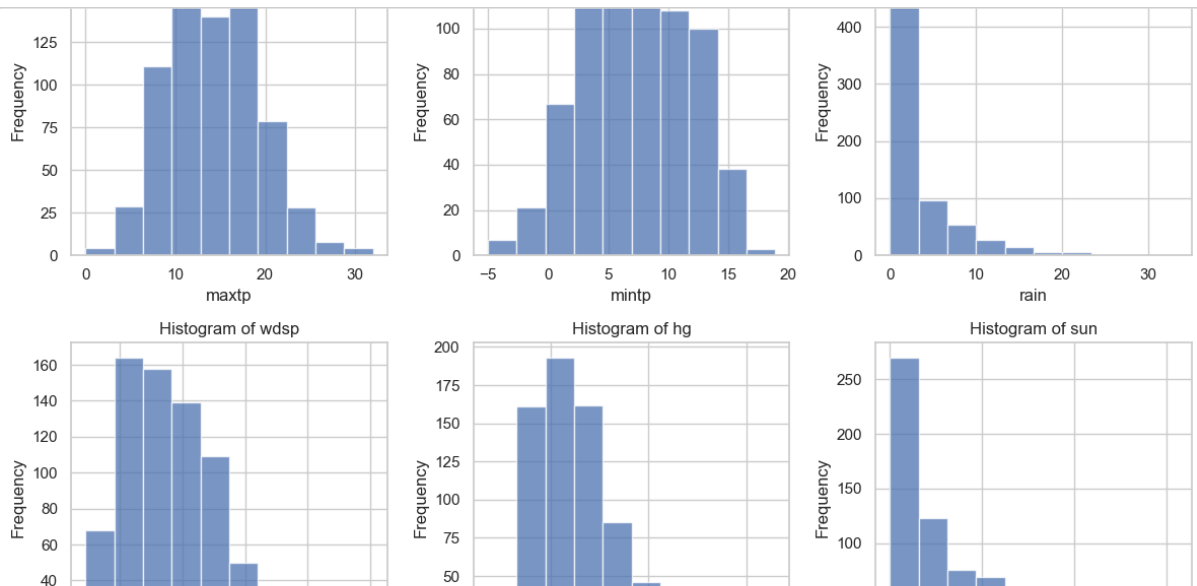 125
100
75
50
25
0
Frequency
0 10 20 30
maxtp
100
80
60
40
20
0
Frequency
−5 0 5 10 15 20
mintp
400
300
200
100
0
Frequency
0 10 20 30
rain
Histogram of wdsp
160
140
120
100
80
60
40
Frequency
Histogram of hg
200
175
150
125
100
75
50
Frequency
Histogram of sun
250
200
150
100
Frequency